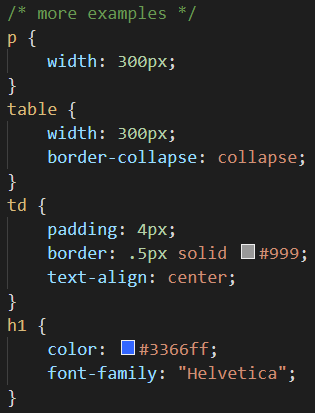 /* more examples */
p {
    width: 300px;
}
table {
    width: 300px;
    border-collapse: collapse;
}
td {
    padding: 4px;
    border: .5px solid #999;
    text-align: center;
}
h1 {
    color: #3366ff;
    font-family: "Helvetica";
}